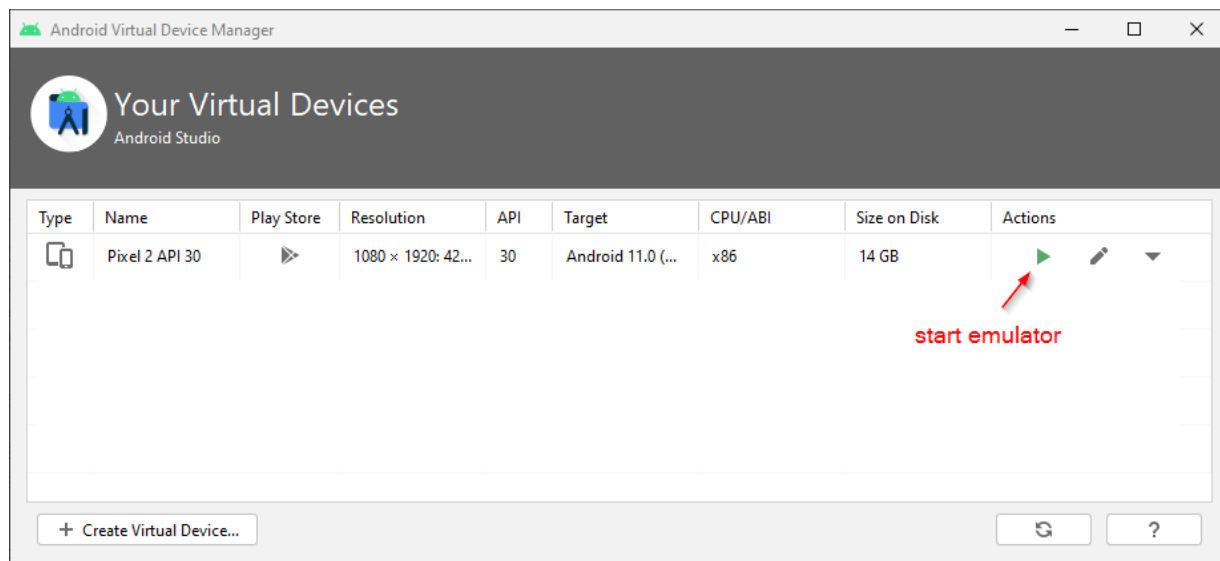 Android Virtual Device Manager
Your Virtual Devices
Android Studio
Type Name Play Store Resolution API Target CPU/ABI Size on Disk Actions
Pixel 2 API 30 1080 × 1920: 42... 30 Android 11.0 (... x86 14 GB
start emulator
+ Create Virtual Device... ?